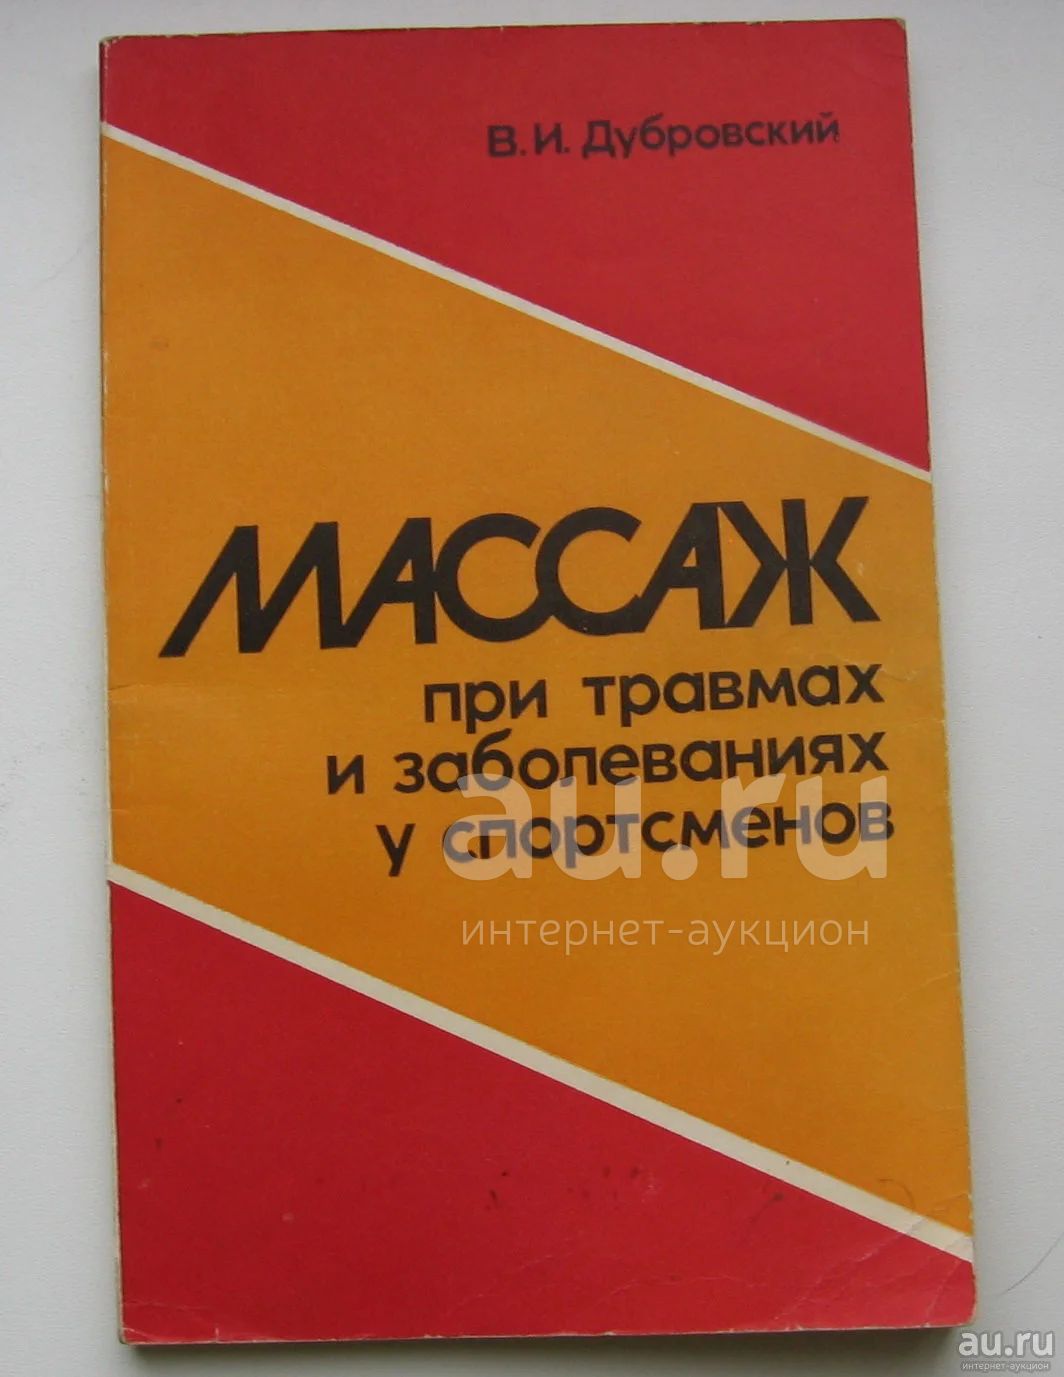 В. И. Дубровский
МАССАЖ
при травмах
и заболеваниях
у спортсменов
au.ru
интернет-аукцион
au.ru
интернет-аукцион